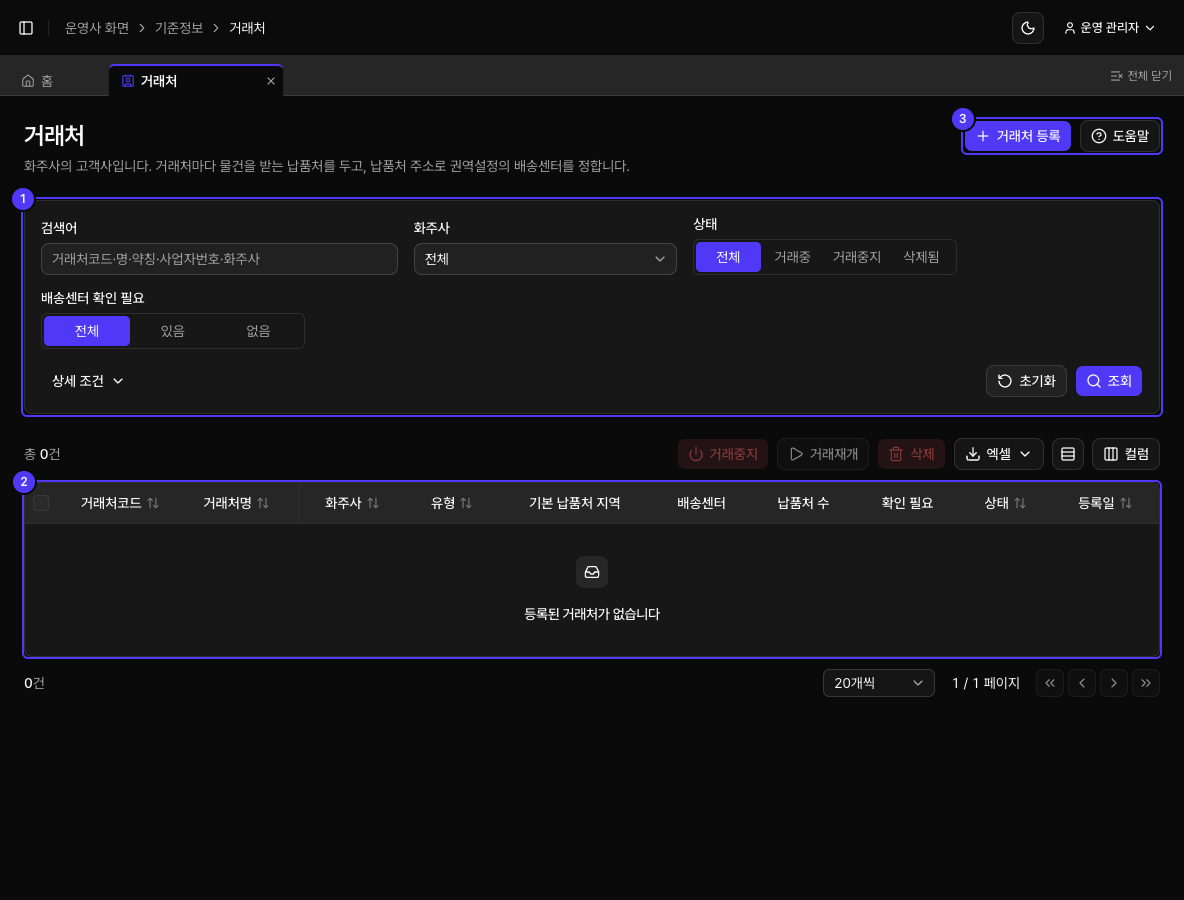 운영사 화면 > 기준정보 > 거래처
운영 관리자
홈
거래처
전체 닫기
거래처
3
거래처 등록
도움말
화주사의 고객사입니다. 거래처마다 물건을 받는 납품처를 두고, 납품처 주소로 권역설정의 배송센터를 정합니다.
1
검색어
화주사
상태
거래처코드·명·약칭·사업자번호·화주사
전체
전체 거래중 거래중지 삭제됨
배송센터 확인 필요
전체 있음 없음
상세 조건
초기화
조회
총 0건
거래중지
거래재개
삭제
엑셀
컬럼
2
거래처코드 거래처명 화주사 유형 기본 납품처 지역 배송센터 납품처 수 확인 필요 상태 등록일
등록된 거래처가 없습니다
0건
20개씩
1 / 1 페이지